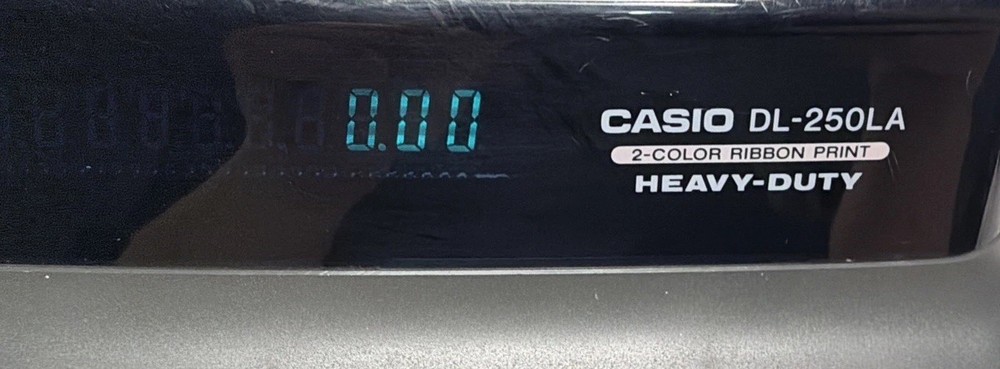 0.00
CASIO DL-250LA
2-COLOR RIBBON PRINT
HEAVY-DUTY